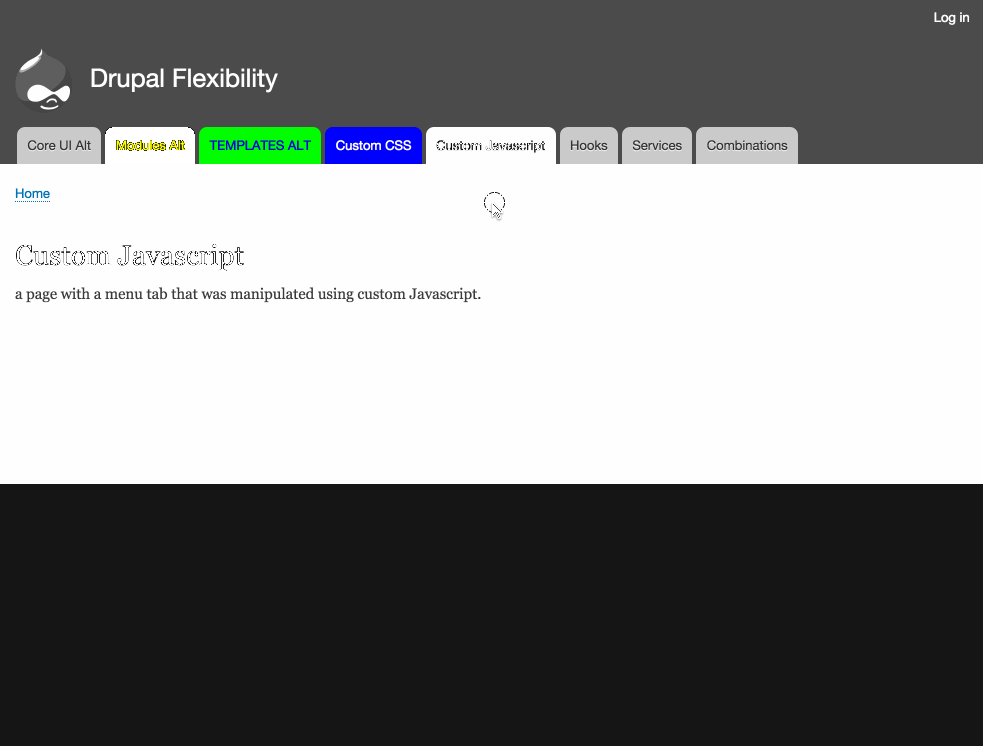 Log in
Drupal Flexibility
Core UI Alt Modules Alt TEMPLATES ALT Custom CSS Custom Javascript Hooks Services Combinations
Home
Custom Javascript
a page with a menu tab that was manipulated using custom Javascript.